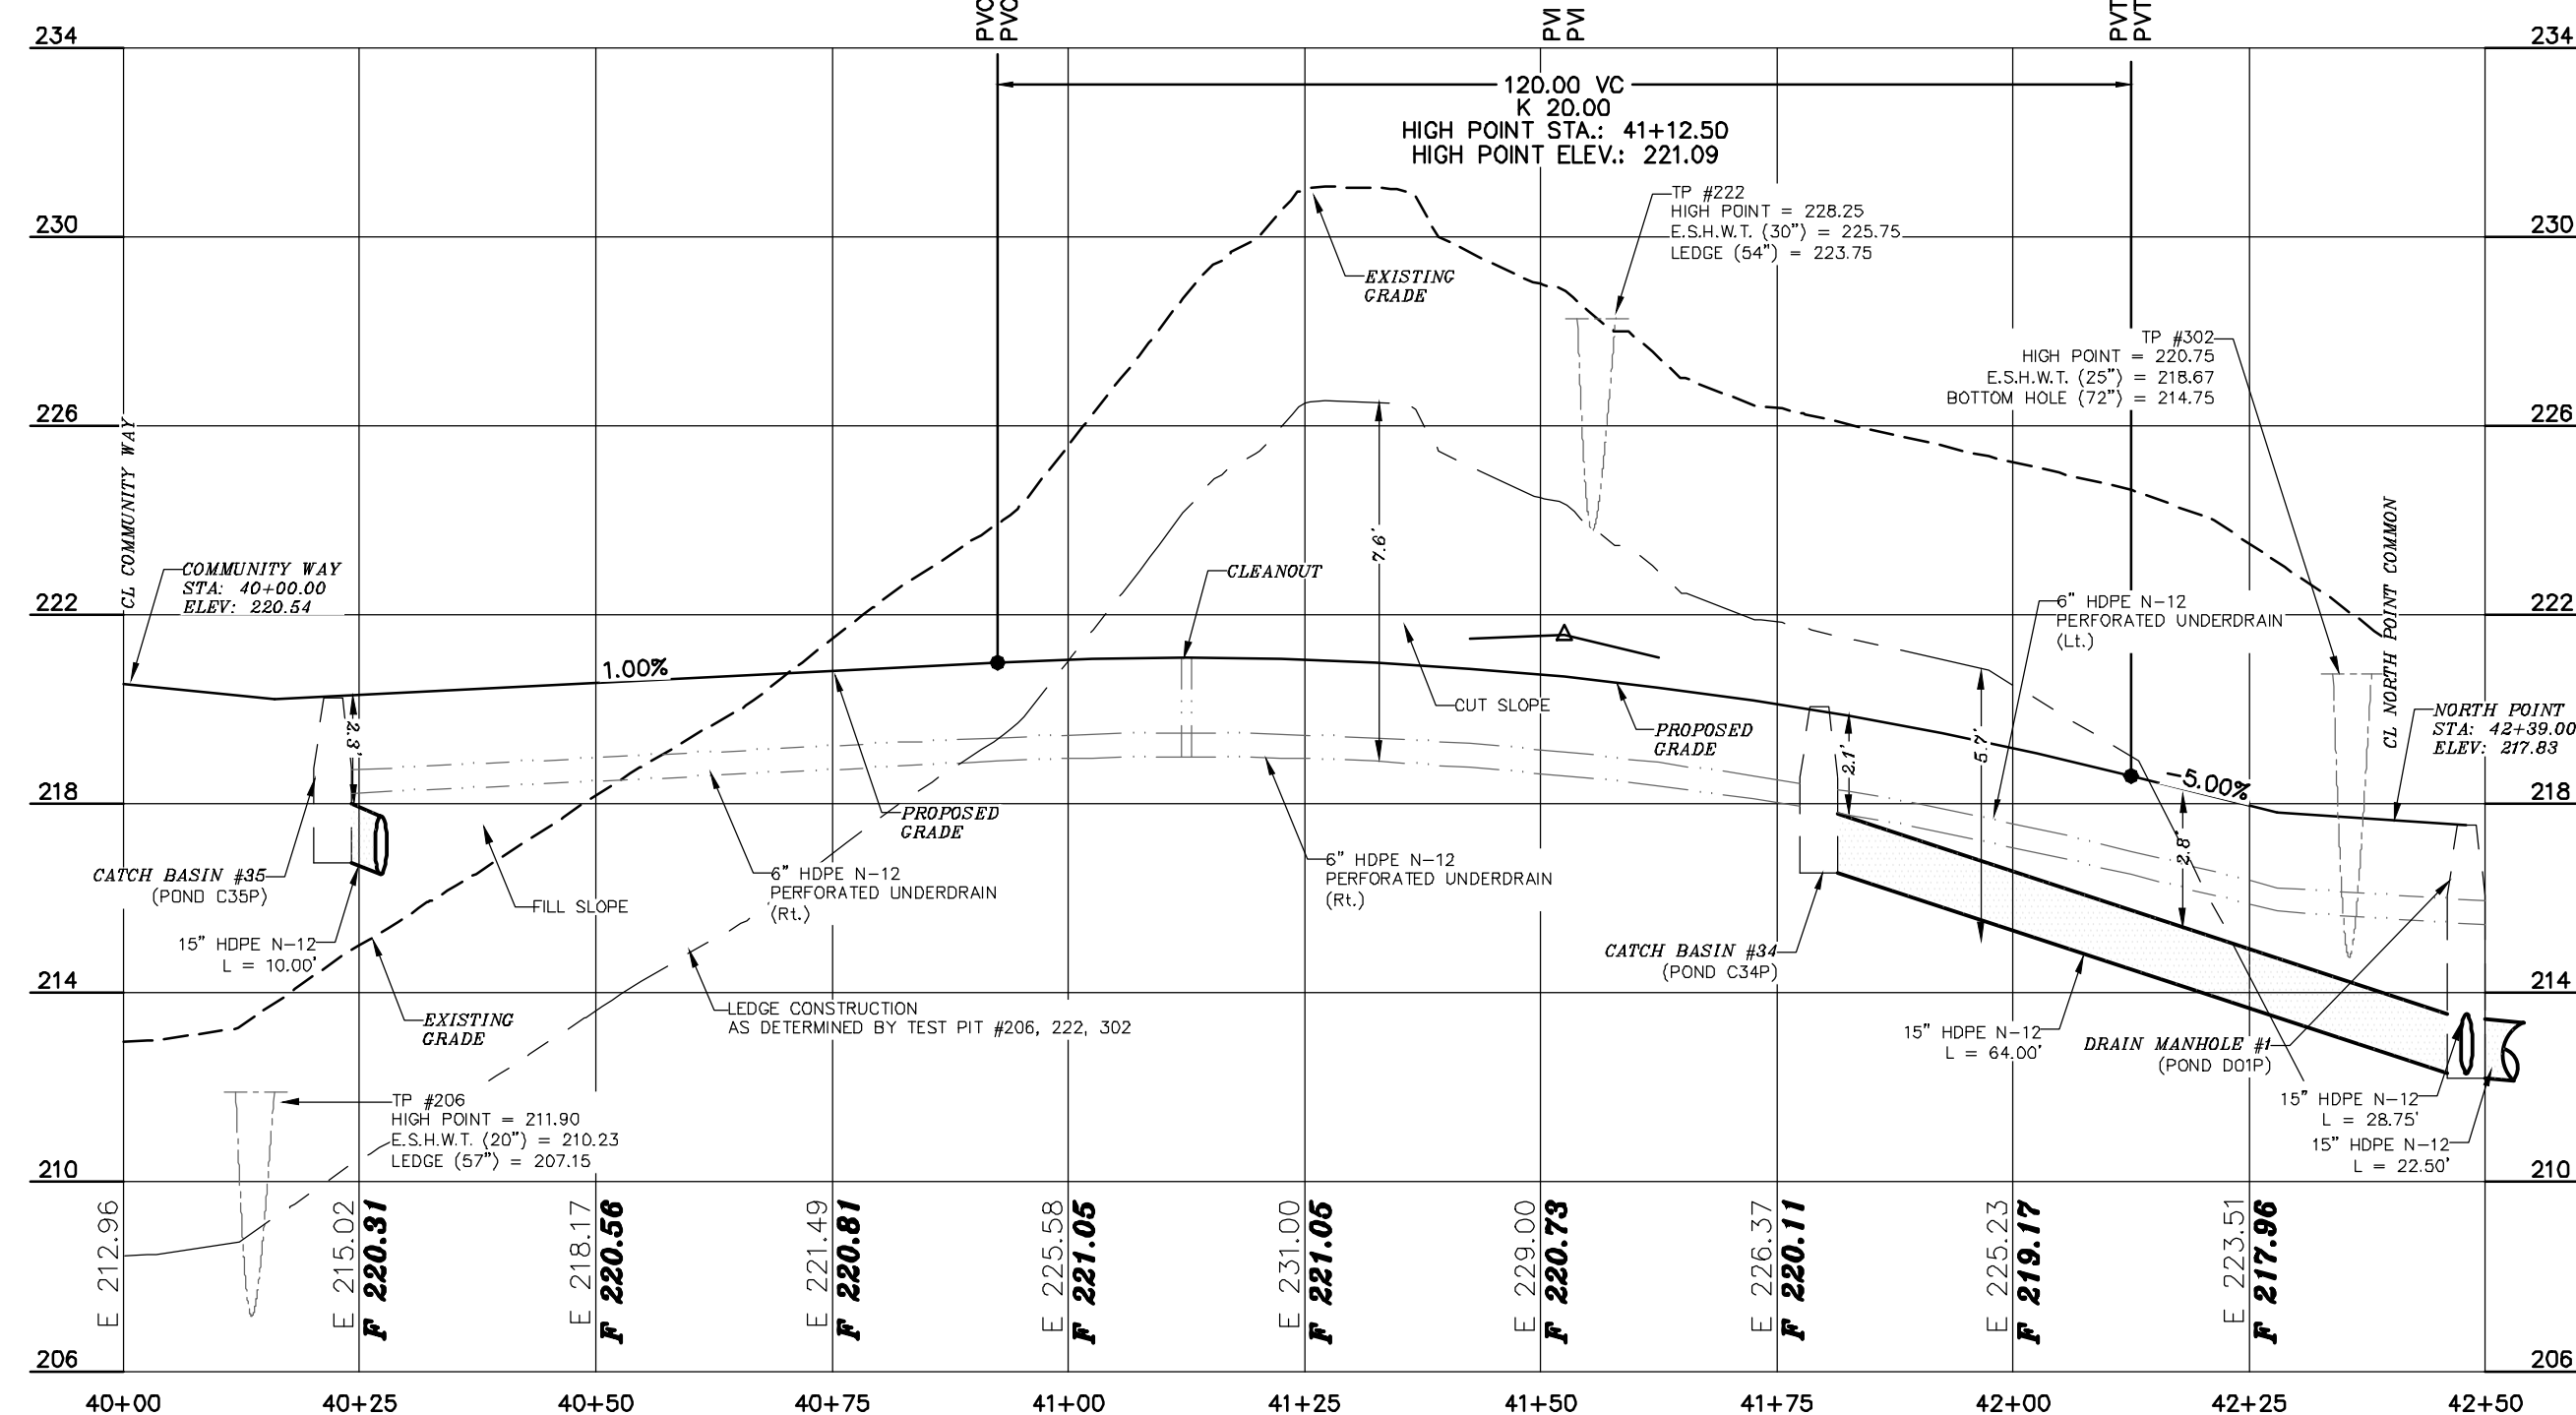 PVC
PVC
PVI
PVI
PVT
PVT
234
234
120.00 VC
K 20.00
HIGH POINT STA.: 41+12.50
HIGH POINT ELEV.: 221.09
TP #222
HIGH POINT = 228.25
E.S.H.W.T. (30") = 225.75
LEDGE (54") = 223.75
230
230
EXISTING
GRADE
TP #302
HIGH POINT = 220.75
E.S.H.W.T. (25") = 218.67
BOTTOM HOLE (72") = 214.75
226
226
CL COMMUNITY WAY
COMMUNITY WAY
STA: 40+00.00
ELEV: 220.54
CLEANOUT
7.6'
222
222
6" HDPE N-12
PERFORATED UNDERDRAIN
(Lt.)
CL NORTH POINT COMMON
1.00%
CUT SLOPE
PROPOSED
GRADE
NORTH POINT
STA: 42+39.00
ELEV: 217.83
2.3'
2.1'
5.7'
-5.00%
218
218
PROPOSED
GRADE
2.8'
CATCH BASIN #35
(POND C35P)
6" HDPE N-12
PERFORATED UNDERDRAIN
(Rt.)
6" HDPE N-12
PERFORATED UNDERDRAIN
(Rt.)
FILL SLOPE
15" HDPE N-12
L = 10.00'
CATCH BASIN #34
(POND C34P)
214
214
EXISTING
GRADE
LEDGE CONSTRUCTION
AS DETERMINED BY TEST PIT #206, 222, 302
15" HDPE N-12
L = 64.00'
DRAIN MANHOLE #1
(POND D01P)
TP #206
HIGH POINT = 211.90
E.S.H.W.T. (20") = 210.23
LEDGE (57") = 207.15
15" HDPE N-12
L = 28.75'
15" HDPE N-12
L = 22.50'
210
210
E 212.96
E 215.02
F 220.31
E 218.17
F 220.56
E 221.49
F 220.81
E 225.58
F 221.05
E 231.00
F 221.05
E 229.00
F 220.73
E 226.37
F 220.11
E 225.23
F 219.17
E 223.51
F 217.96
206
206
40+00
40+25
40+50
40+75
41+00
41+25
41+50
41+75
42+00
42+25
42+50